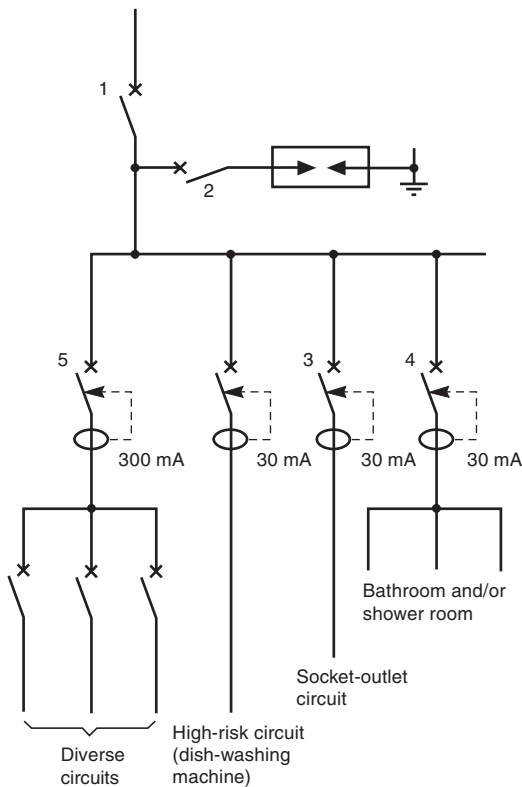 1
2
5
3
4
300 mA
30 mA
30 mA
30 mA
Bathroom and/or
shower room
Socket-outlet
circuit
High-risk circuit
(dish-washing
machine)
Diverse
circuits